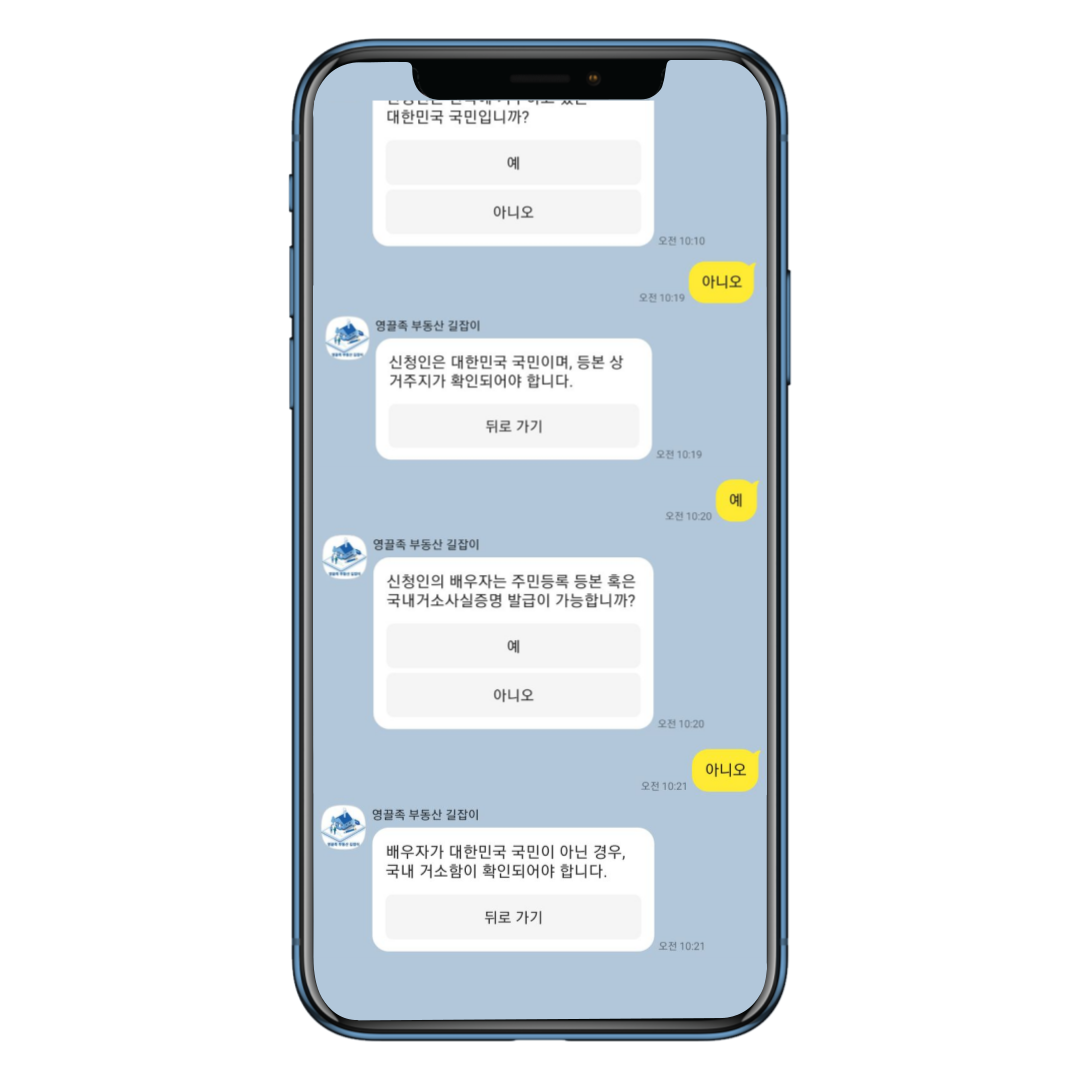 대한민국 국민입니까?
예
아니오
오전 10:10
아니오
오전 10:19
영끌족 부동산 길잡이
신청인은 대한민국 국민이며, 등본 상
거주지가 확인되어야 합니다.
뒤로 가기
오전 10:19
예
오전 10:20
영끌족 부동산 길잡이
신청인의 배우자는 주민등록 등본 혹은
국내거소사실증명 발급이 가능합니까?
예
아니오
오전 10:20
아니오
오전 10:21
영끌족 부동산 길잡이
배우자가 대한민국 국민이 아닌 경우,
국내 거소함이 확인되어야 합니다.
뒤로 가기
오전 10:21